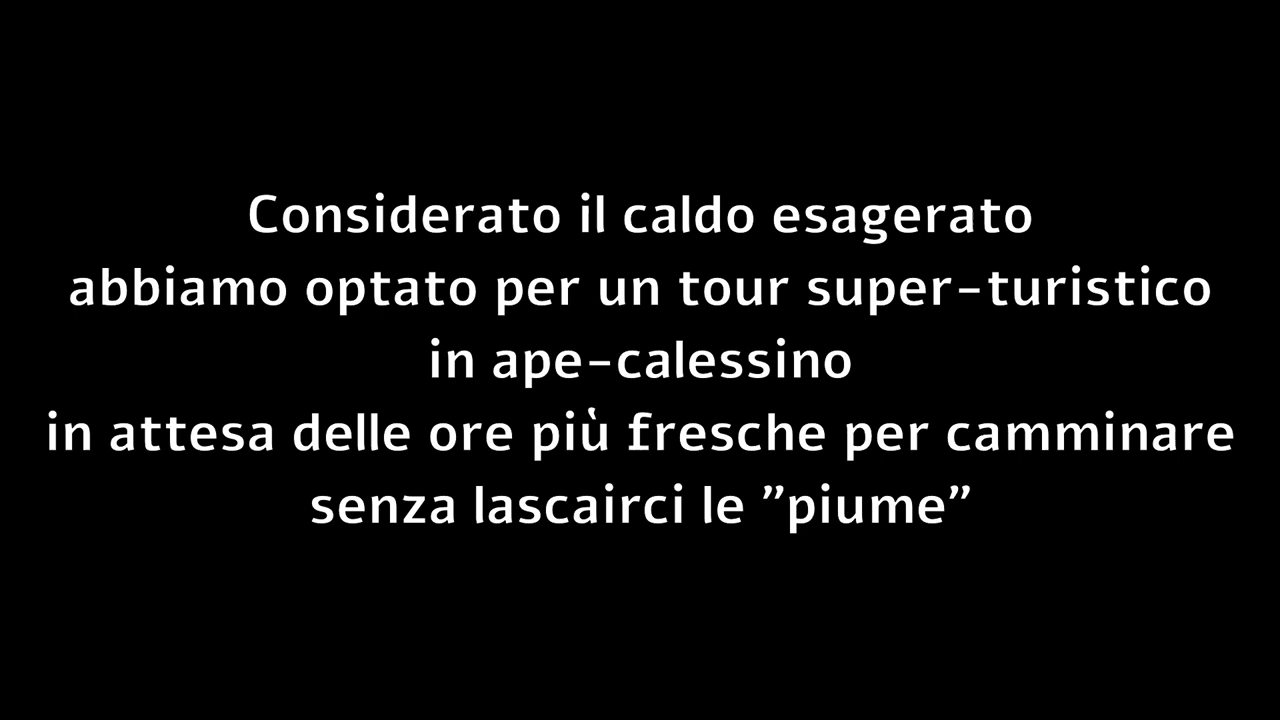 Considerato il caldo esagerato
abbiamo optato per un tour super-turistico
in ape-calessino
in attesa delle ore più fresche per camminare
senza lascairci le ”piume”